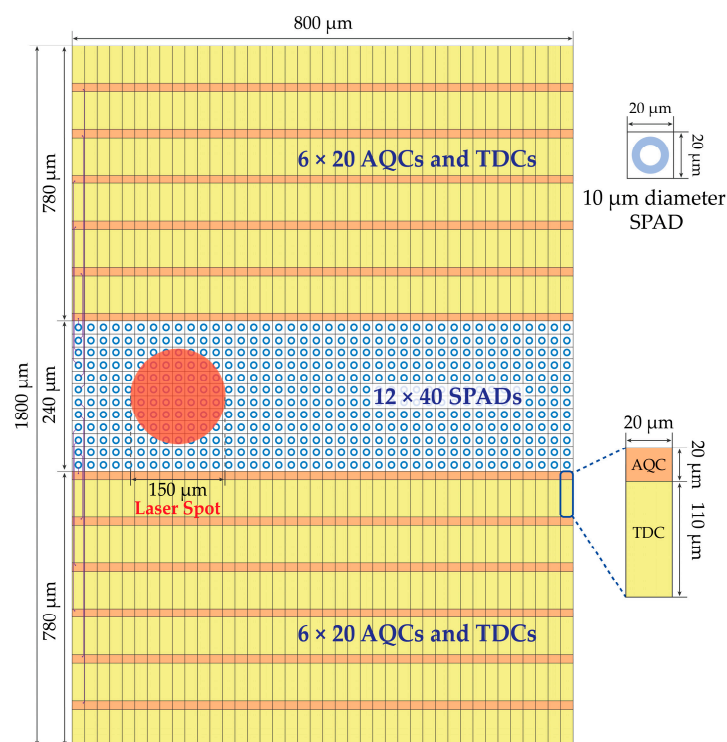 800 µm
6 × 20 AQCs and TDCs
780 µm
20 µm
20 µm
10 µm diameter
SPAD
1800 µm
240 µm
12 × 40 SPADs
150 µm
Laser Spot
20 µm
AQC
20 µm
TDC
110 µm
780 µm
6 × 20 AQCs and TDCs